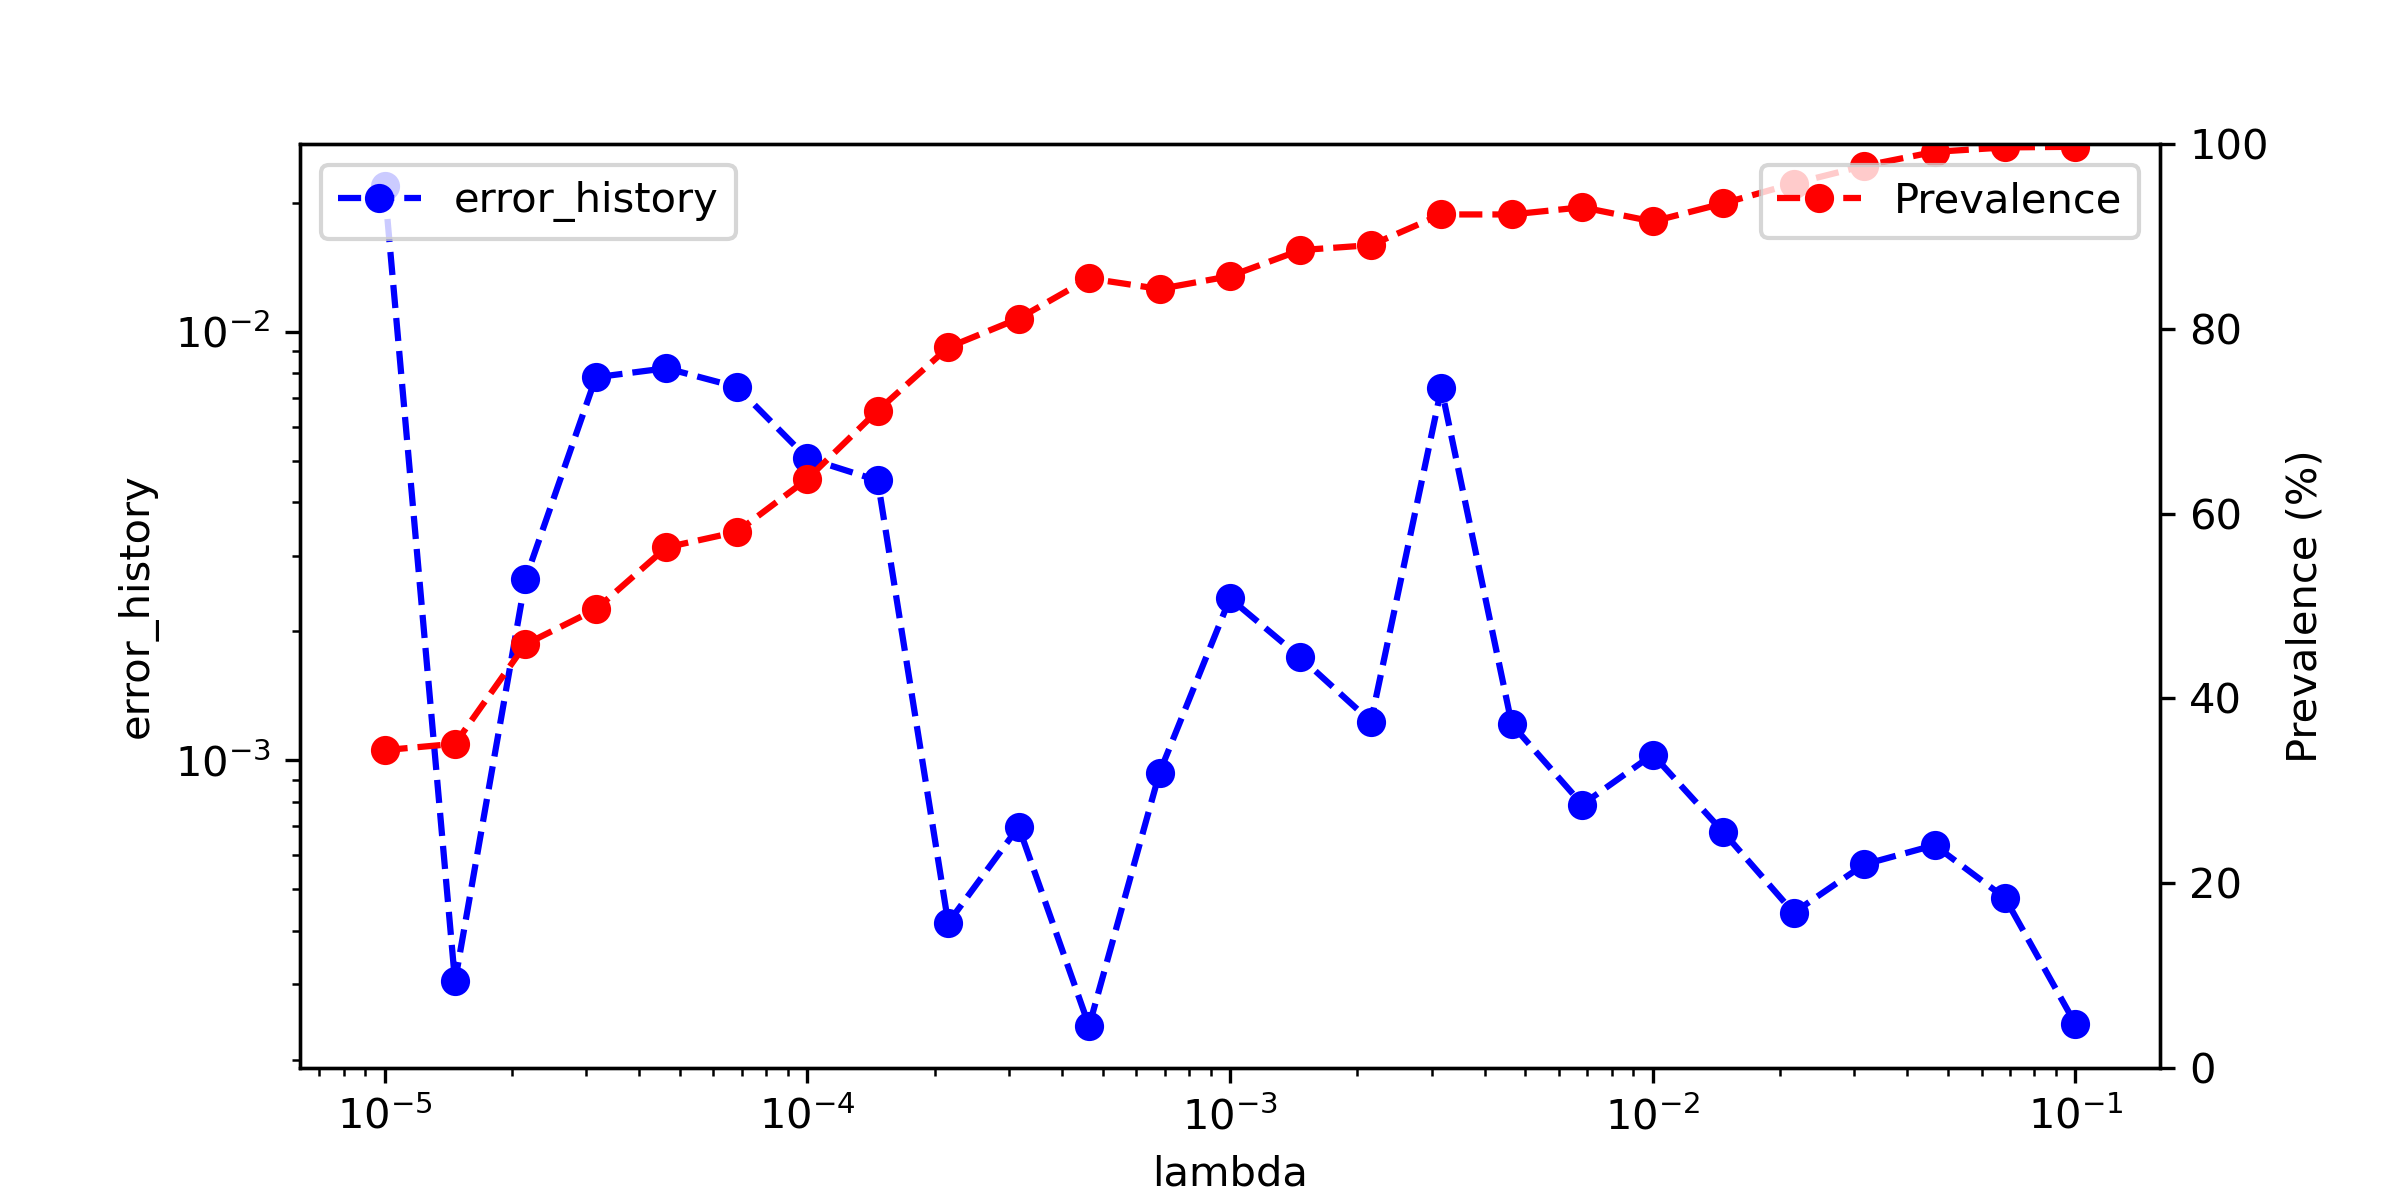 error_history
Prevalence
100
80
60
40
20
0
10⁻²
10⁻³
error_history
Prevalence (%)
10⁻⁵ 10⁻⁴ 10⁻³ 10⁻² 10⁻¹
lambda